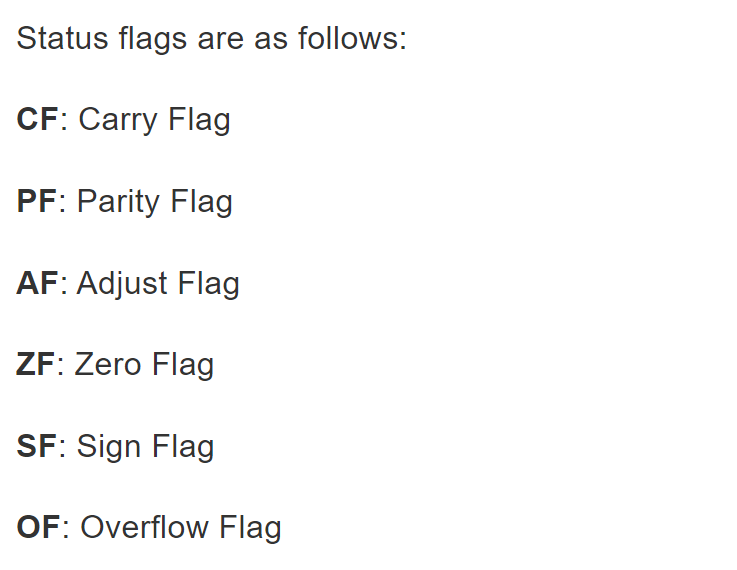 Status flags are as follows:
CF: Carry Flag
PF: Parity Flag
AF: Adjust Flag
ZF: Zero Flag
SF: Sign Flag
OF: Overflow Flag